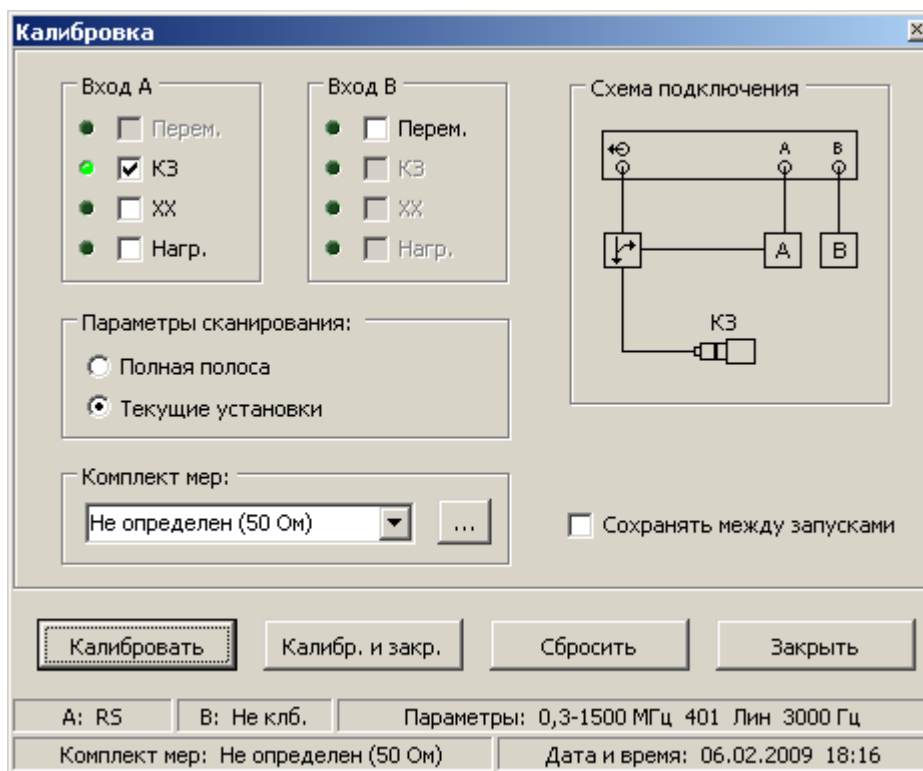 Калибровка
Вход А
Перем.
КЗ
ХХ
Нагр.
Вход В
Перем.
КЗ
ХХ
Нагр.
Схема подключения
А В
А В
КЗ
Параметры сканирования:
Полная полоса
Текущие установки
Комплект мер:
Не определен (50 Ом)
...
Сохранять между запусками
Калибровать
Калибр. и закр.
Сбросить
Закрыть
А: RS
В: Не клб.
Параметры: 0,3-1500 МГц 401 Лин 3000 Гц
Комплект мер: Не определен (50 Ом)
Дата и время: 06.02.2009 18:16